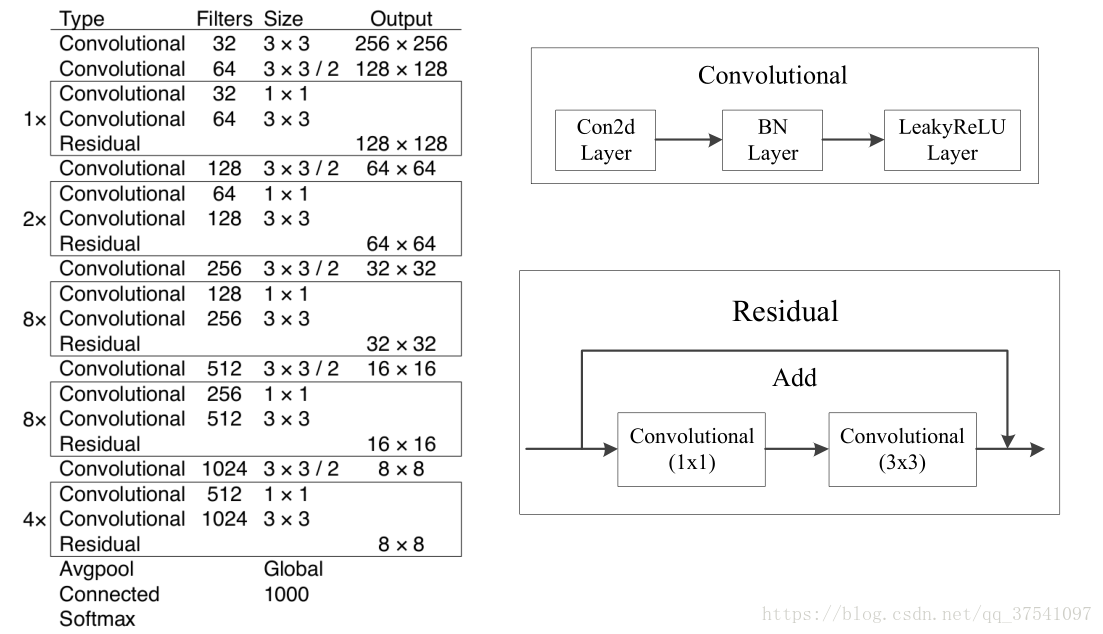 Type Filters Size Output
Convolutional 32 3 × 3 256 × 256
Convolutional 64 3 × 3 / 2 128 × 128
Convolutional 32 1 × 1
1× Convolutional 64 3 × 3
Residual 128 × 128
Convolutional 128 3 × 3 / 2 64 × 64
Convolutional 64 1 × 1
2× Convolutional 128 3 × 3
Residual 64 × 64
Convolutional 256 3 × 3 / 2 32 × 32
Convolutional 128 1 × 1
8× Convolutional 256 3 × 3
Residual 32 × 32
Convolutional 512 3 × 3 / 2 16 × 16
Convolutional 256 1 × 1
8× Convolutional 512 3 × 3
Residual 16 × 16
Convolutional 1024 3 × 3 / 2 8 × 8
Convolutional 512 1 × 1
4× Convolutional 1024 3 × 3
Residual 8 × 8
Avgpool Global
Connected 1000
Softmax
Convolutional
Con2d
Layer
BN
Layer
LeakyReLU
Layer
Residual
Add
Convolutional
(1x1)
Convolutional
(3x3)
https://blog.csdn.net/qq_37541097